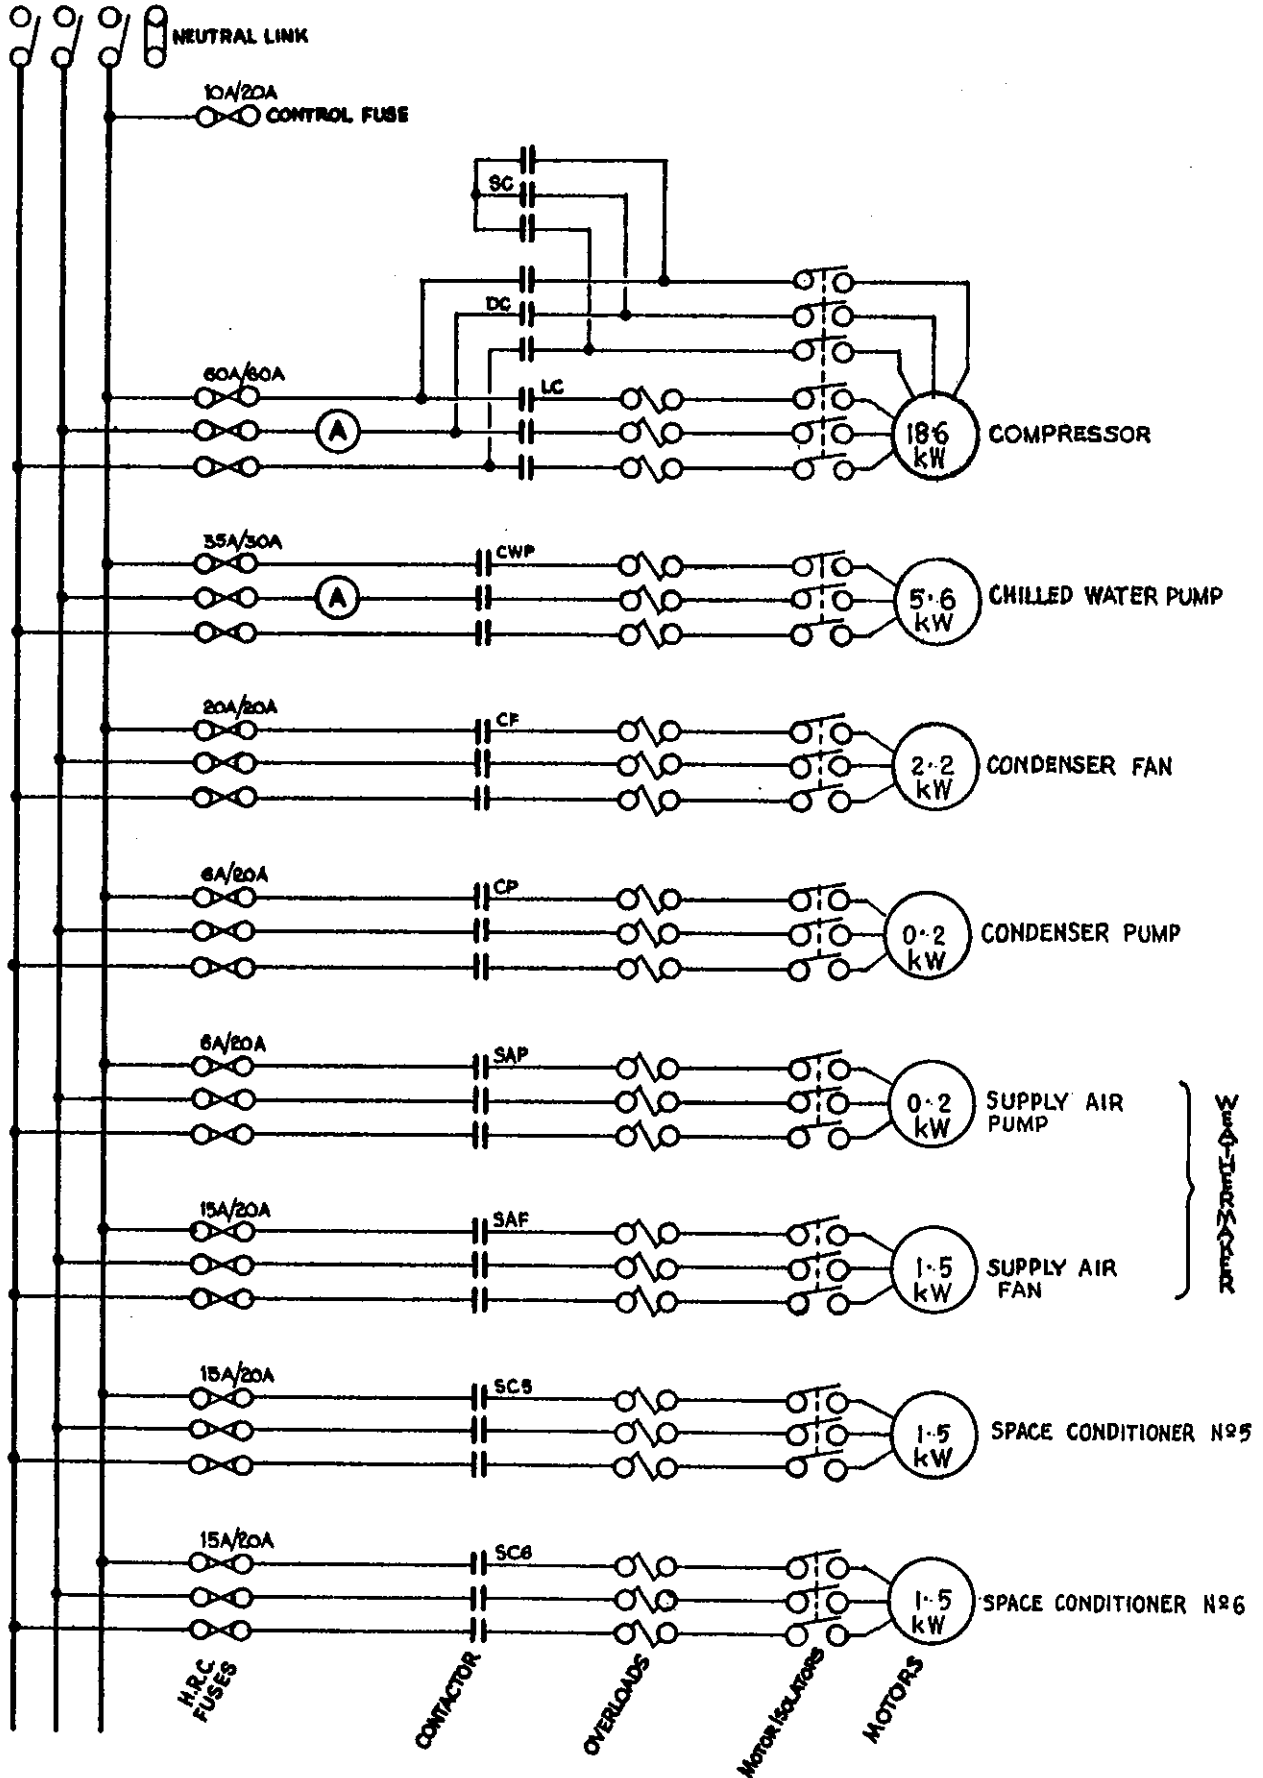 NEUTRAL LINK
10A/20A
CONTROL FUSE
SC
DC
60A/60A
LC
A
18·6
kW
COMPRESSOR
35A/30A
CWP
A
5·6
kW
CHILLED WATER PUMP
20A/20A
CF
2·2
kW
CONDENSER FAN
6A/20A
CP
0·2
kW
CONDENSER PUMP
6A/20A
SAP
0·2
kW
SUPPLY AIR
PUMP
WEATHERMAKER
15A/20A
SAF
1·5
kW
SUPPLY AIR
FAN
15A/20A
SC5
1·5
kW
SPACE CONDITIONER Nº5
15A/20A
SC6
1·5
kW
SPACE CONDITIONER Nº6
H.R.C.
FUSES
CONTACTOR
OVERLOADS
MOTOR ISOLATORS
MOTORS